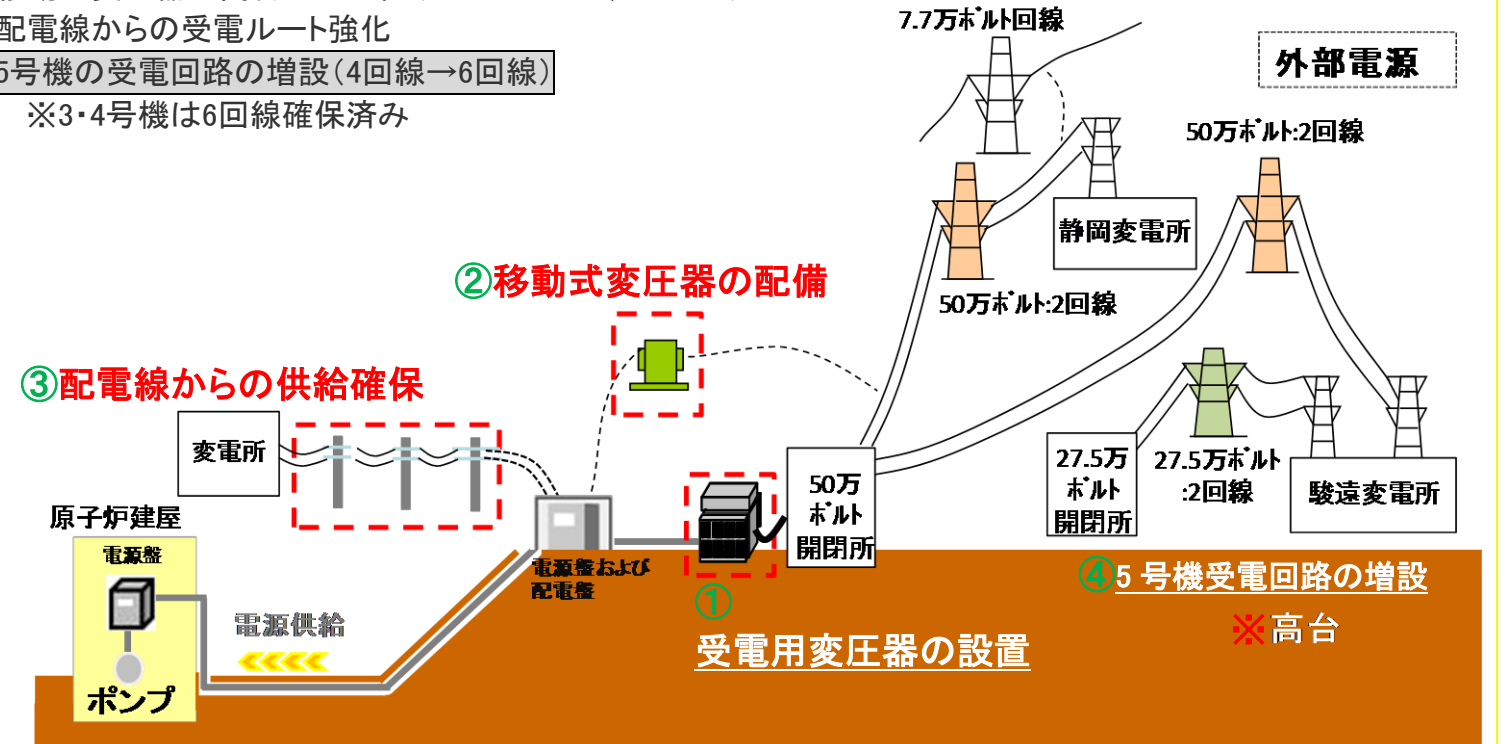 配電線からの受電ルート強化
5号機の受電回路の増設(4回線→6回線)
※3・4号機は6回線確保済み
7.7万ボルト回線
外部電源
50万ボルト:2回線
静岡変電所
50万ボルト:2回線
②移動式変圧器の配備
③配電線からの供給確保
変電所
50万
ボルト
開閉所
27.5万
ボルト
開閉所
27.5万ボルト
:2回線
駿遠変電所
原子炉建屋
電源盤
ポンプ
電源供給
電源盤および
配電盤
①
受電用変圧器の設置
④5 号機受電回路の増設
※高台